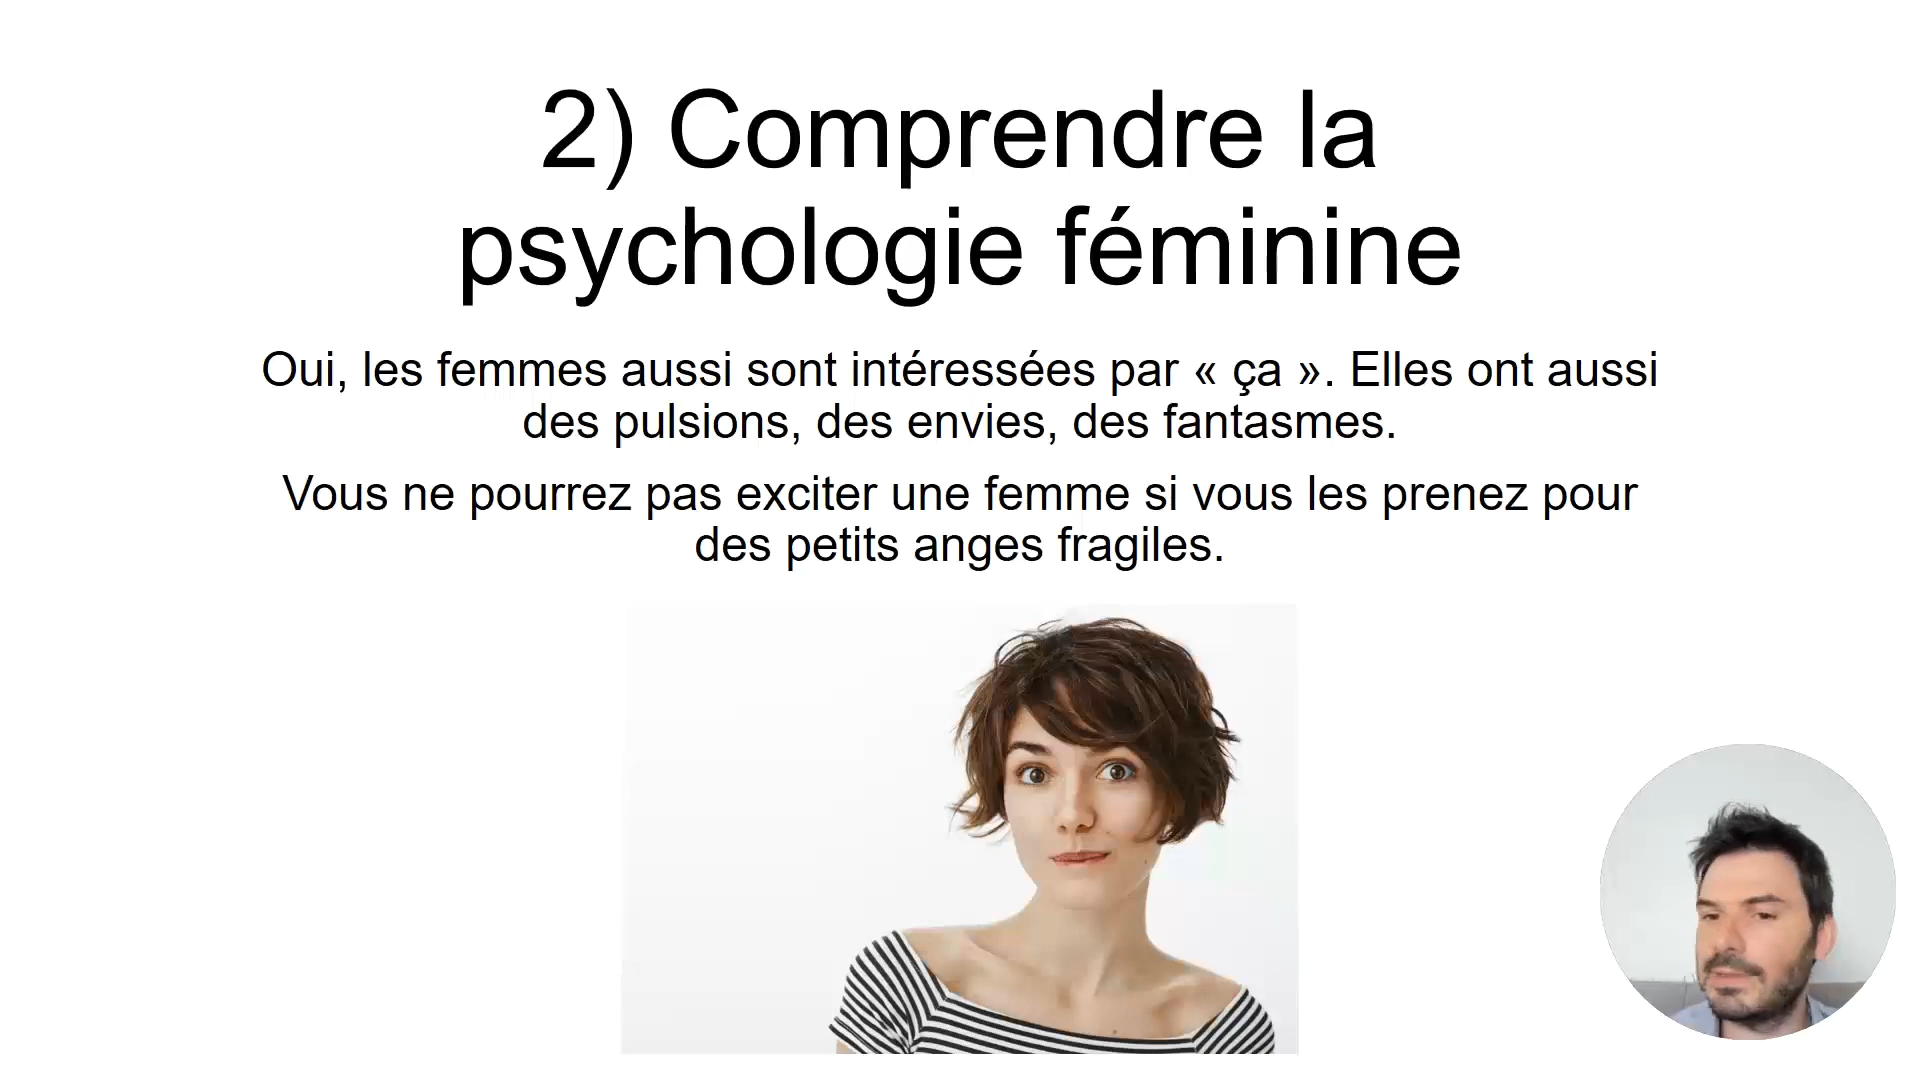 2) Comprendre la
psychologie féminine
Oui, les femmes aussi sont intéressées par « ça ». Elles ont aussi
des pulsions, des envies, des fantasmes.
Vous ne pourrez pas exciter une femme si vous les prenez pour
des petits anges fragiles.